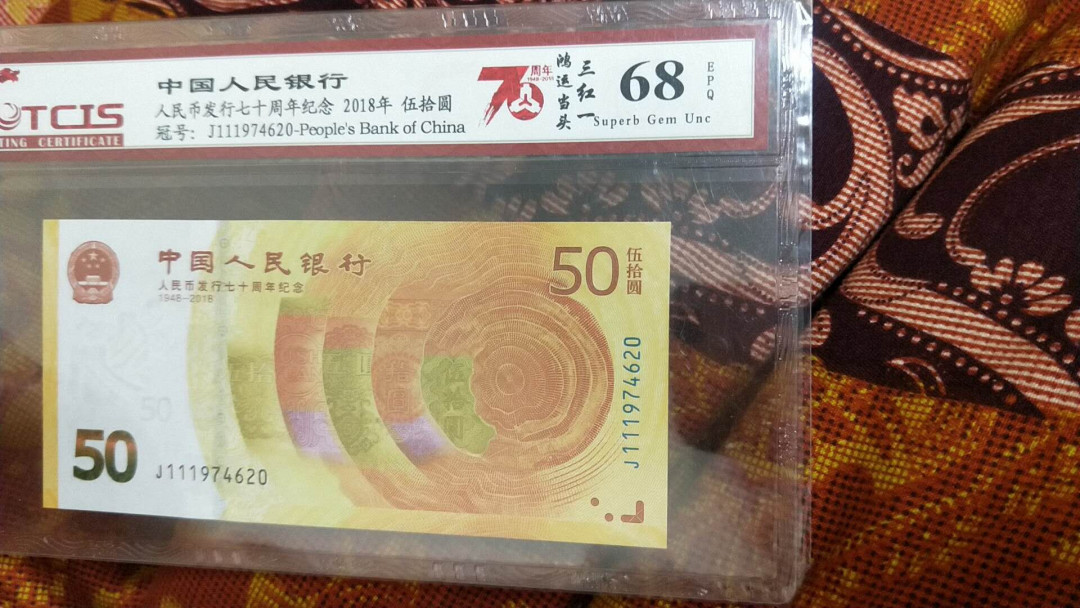 中国人民银行
人民币发行七十周年纪念 2018年 伍拾圆
冠号: J111974620-People's Bank of China
TCIS
TING CERTIFICATE
70
周年
1948-2018
鸿运当头
三红一
68
EPQ
Superb Gem Unc
中国人民银行
人民币发行七十周年纪念
1948-2018
50
伍拾圆
J111974620
50
50
J111974620